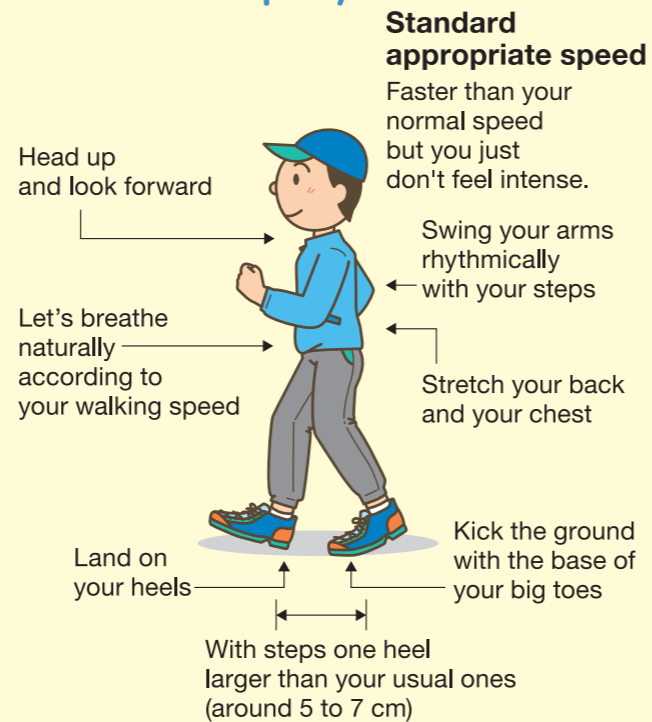 Standard
appropriate speed
Faster than your
normal speed
but you just
don't feel intense.
Head up
and look forward
Swing your arms
rhythmically
with your steps
Let’s breathe
naturally
according to
your walking speed
Stretch your back
and your chest
Land on
your heels
Kick the ground
with the base of
your big toes
With steps one heel
larger than your usual ones
(around 5 to 7 cm)